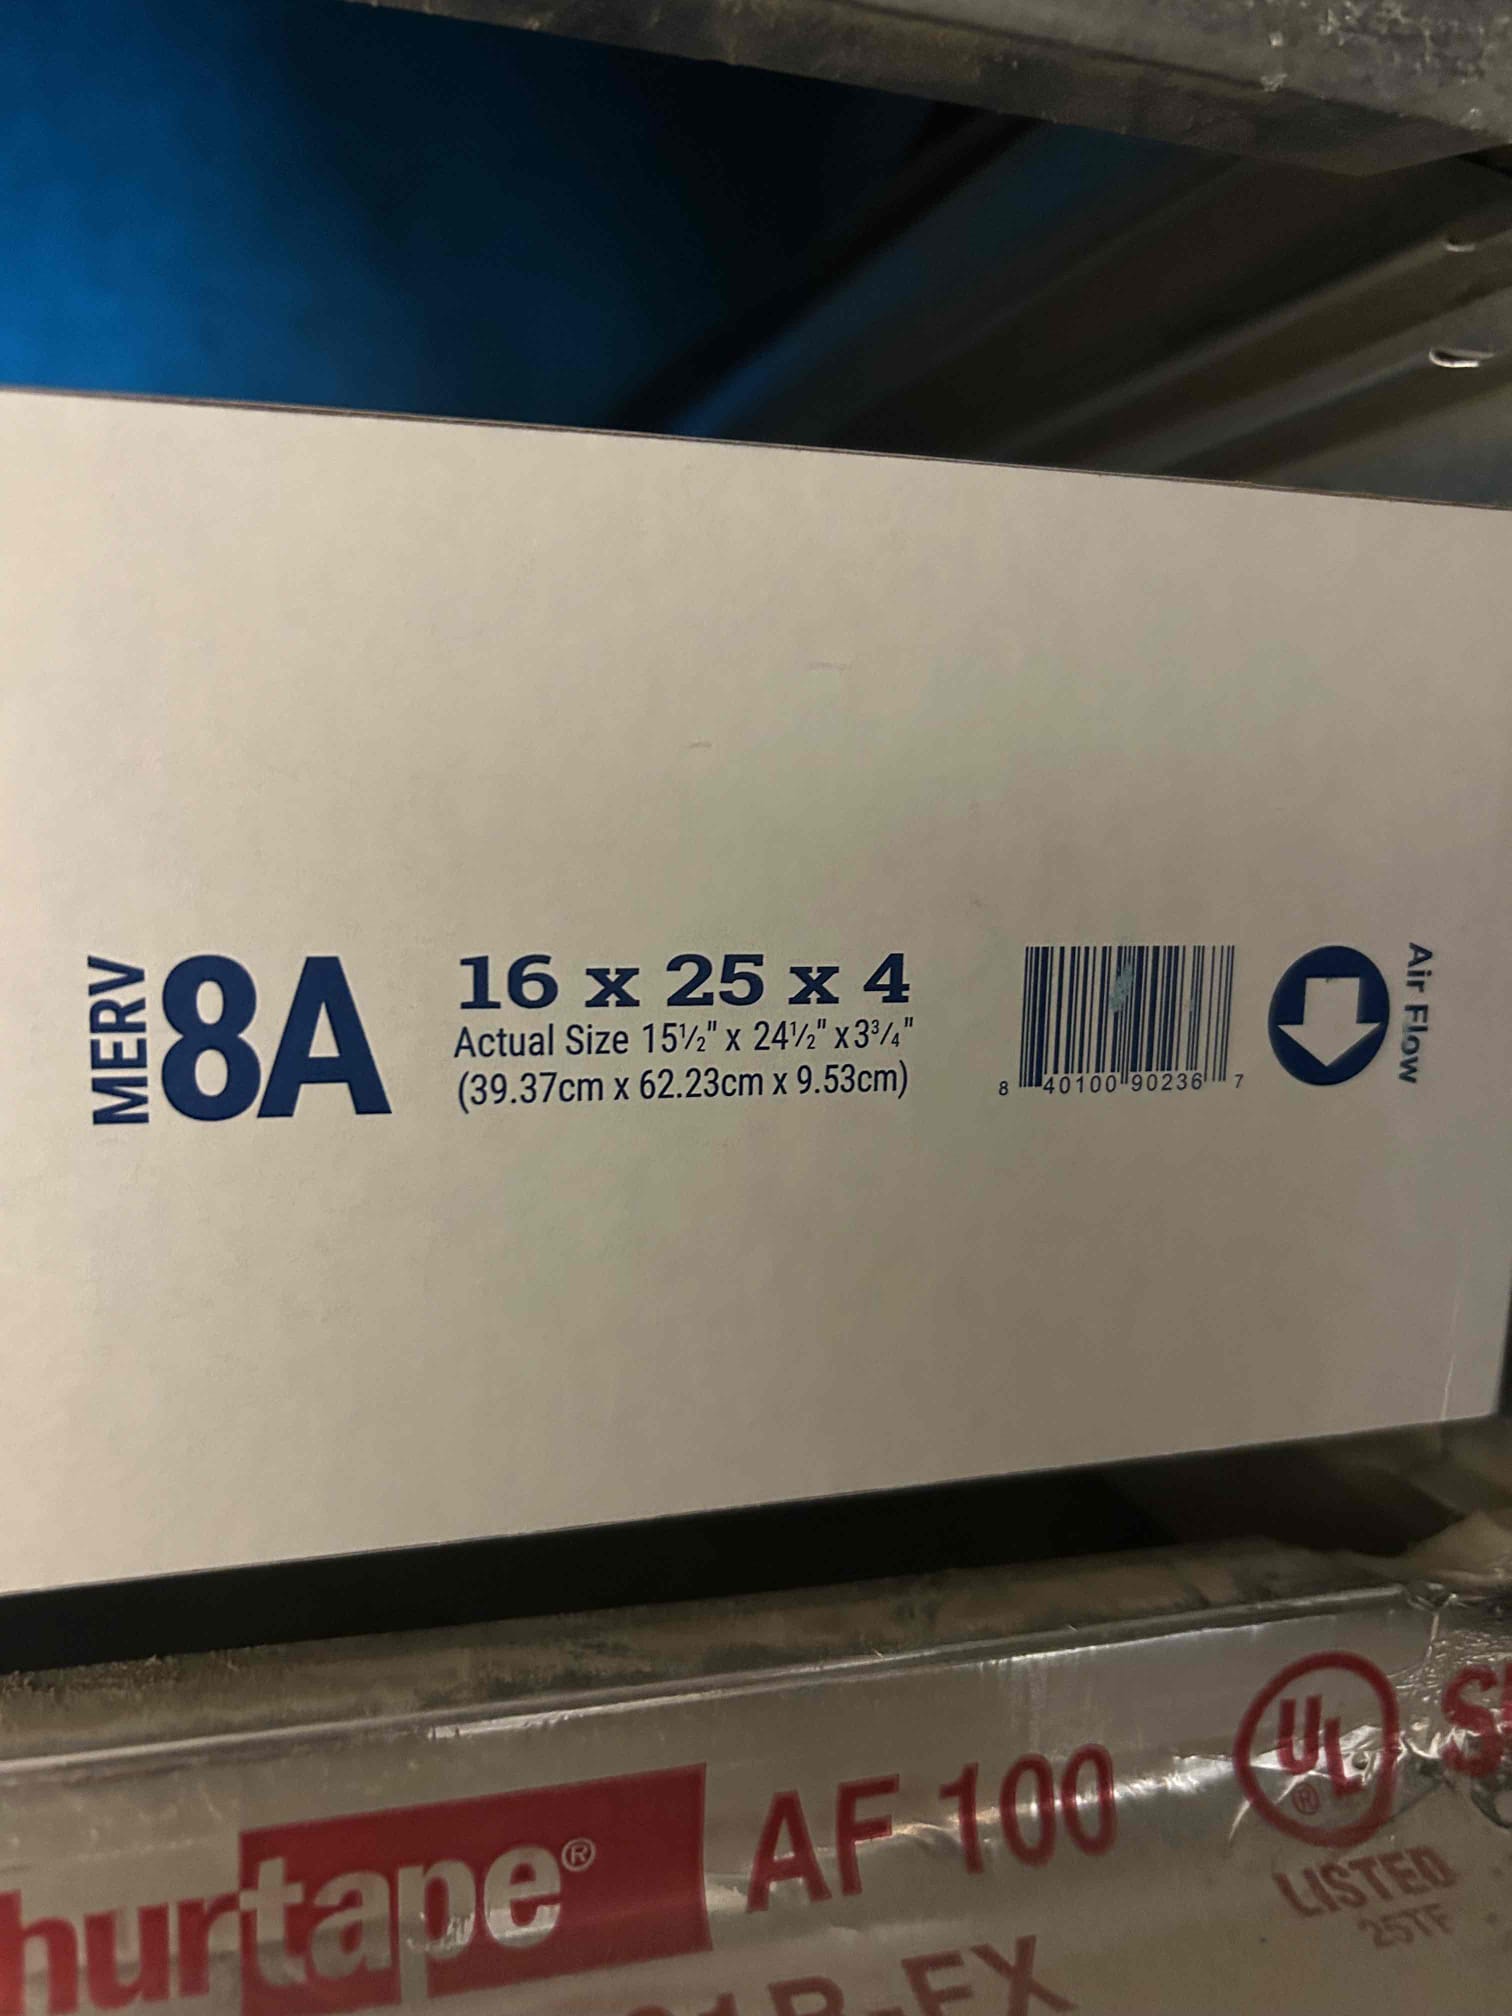 MERV
8A
16 x 25 x 4
Actual Size 15½" x 24½" x 3¾"
(39.37cm x 62.23cm x 9.53cm)
8 40100 90236 7
Air Flow
hurtape® AF 100
UL®
LISTED
25TF